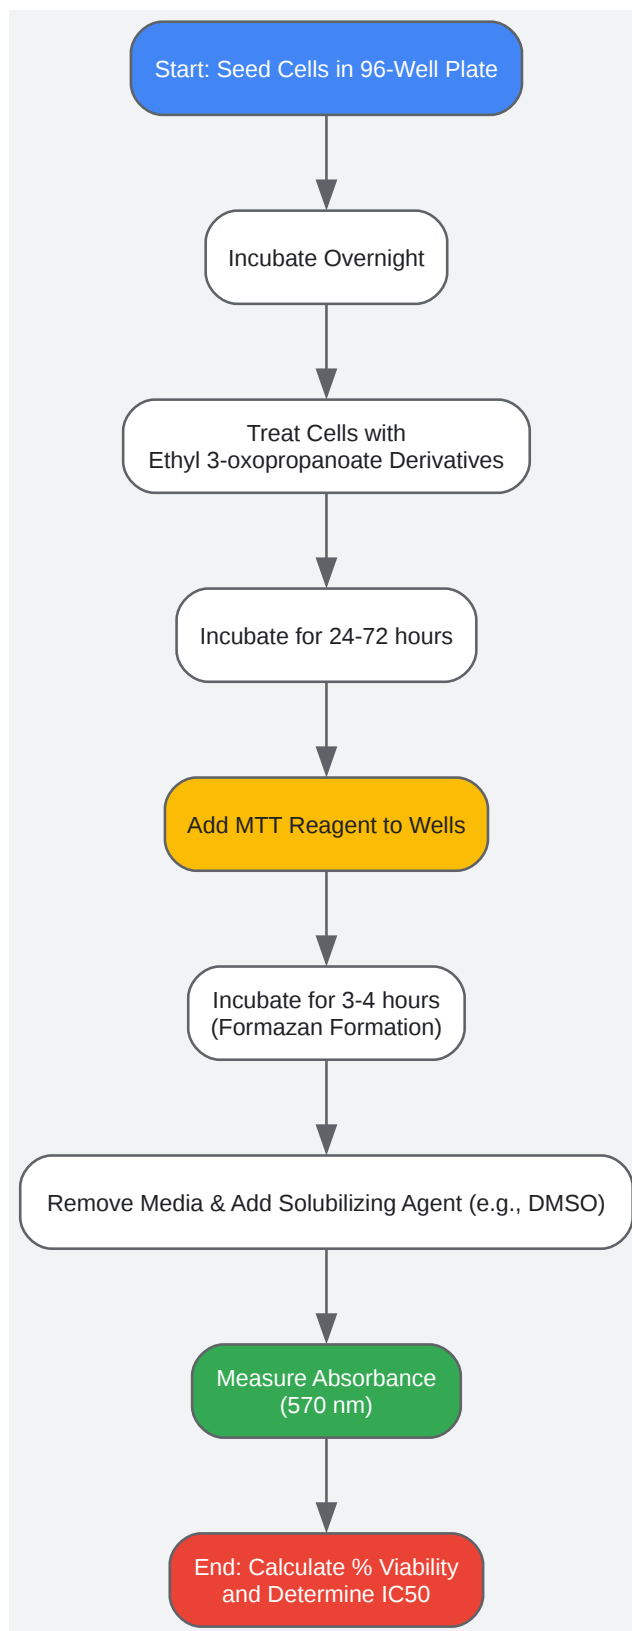 Start: Seed Cells in 96-Well Plate
Incubate Overnight
Treat Cells with
Ethyl 3-oxopropanoate Derivatives
Incubate for 24-72 hours
Add MTT Reagent to Wells
Incubate for 3-4 hours
(Formazan Formation)
Remove Media & Add Solubilizing Agent (e.g., DMSO)
Measure Absorbance
(570 nm)
End: Calculate % Viability
and Determine IC50